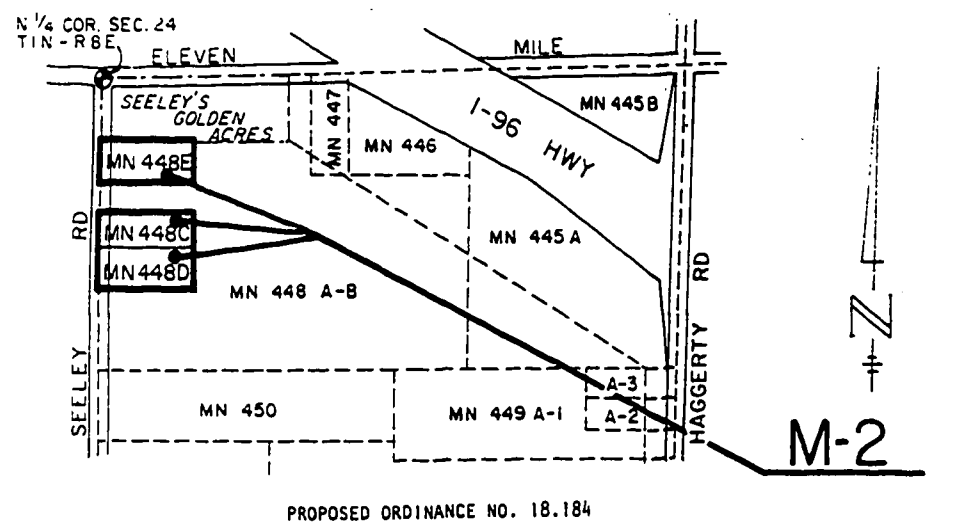 N 1/4 COR. SEC. 24
T1N-R8E
ELEVEN MILE
SEELEY'S
GOLDEN
ACRES
MN 447
MN 446
I-96 HWY
MN 445B
MN 448E
MN 448C
MN 448D
MN 445A
MN 448 A-B
SEELEY RD
HAGGERTY RD
N
MN 450
MN 449 A-1
A-3
A-2
M-2
PROPOSED ORDINANCE NO. 18.184